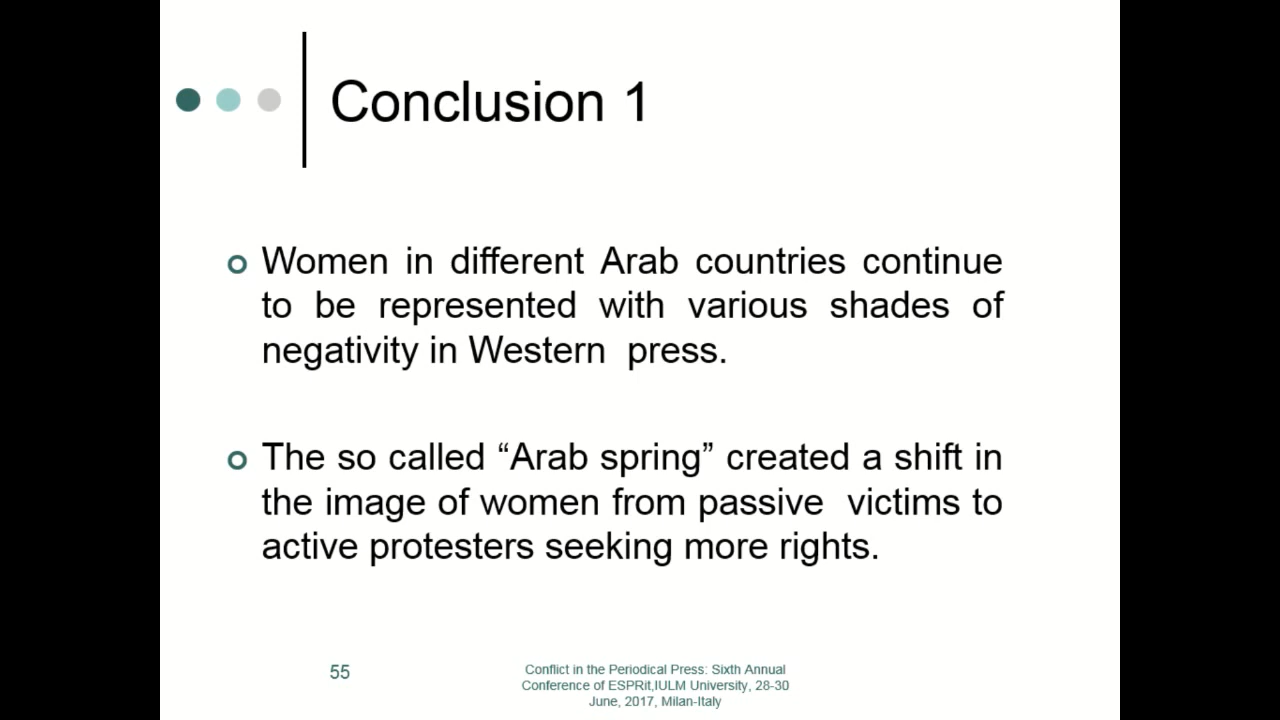 Conclusion 1
Women in different Arab countries continue
to be represented with various shades of
negativity in Western  press.
The so called “Arab spring” created a shift in
the image of women from passive  victims to
active protesters seeking more rights.
55
Conflict in the Periodical Press: Sixth Annual
Conference of ESPRit,IULM University, 28-30
June, 2017, Milan-Italy